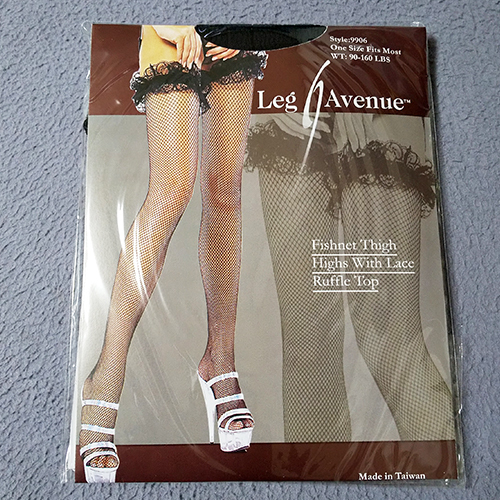 Style:9906
One Size Fits Most
WT: 90-160 LBS
Leg Avenue™
Fishnet Thigh
Highs With Lace
Ruffle Top
Made in Taiwan